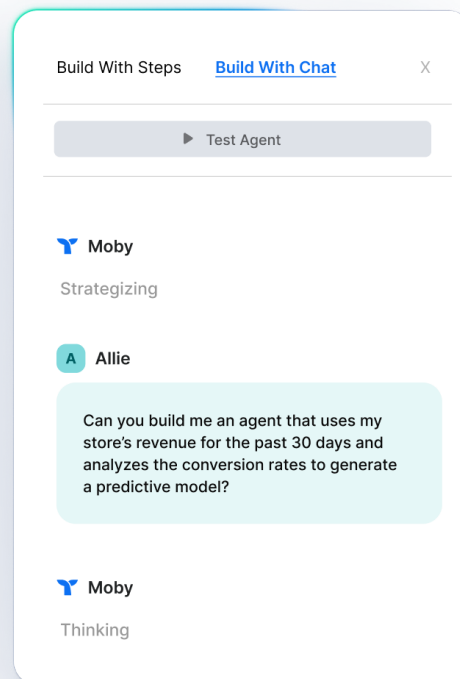 Build With Steps Build With Chat X
Test Agent
Moby
Strategizing
A Allie
Can you build me an agent that uses my
store’s revenue for the past 30 days and
analyzes the conversion rates to generate
a predictive model?
Moby
Thinking